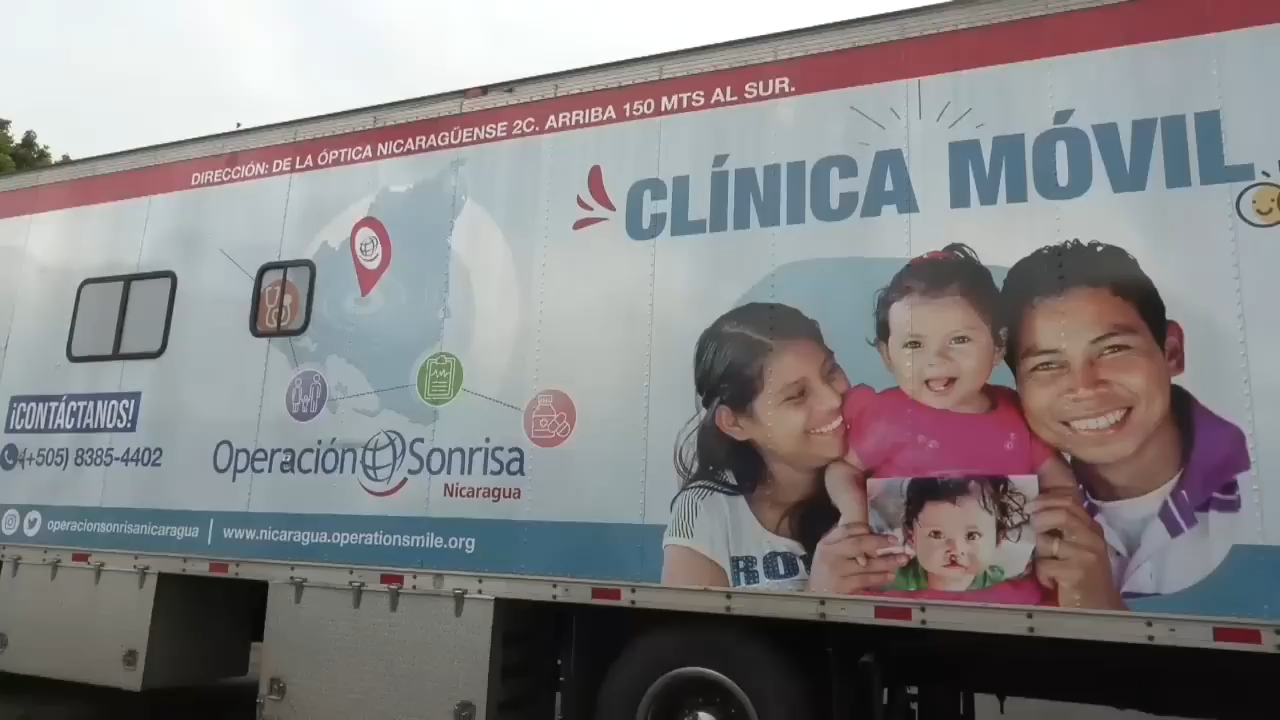 DIRECCIÓN: DE LA ÓPTICA NICARAGÜENSE 2C. ARRIBA 150 MTS AL SUR.
CLÍNICA MÓVIL
¡CONTÁCTANOS!
(+505) 8385-4402
Operación Sonrisa
Nicaragua
operacionsonrisanicaragua | www.nicaragua.operationsmile.org